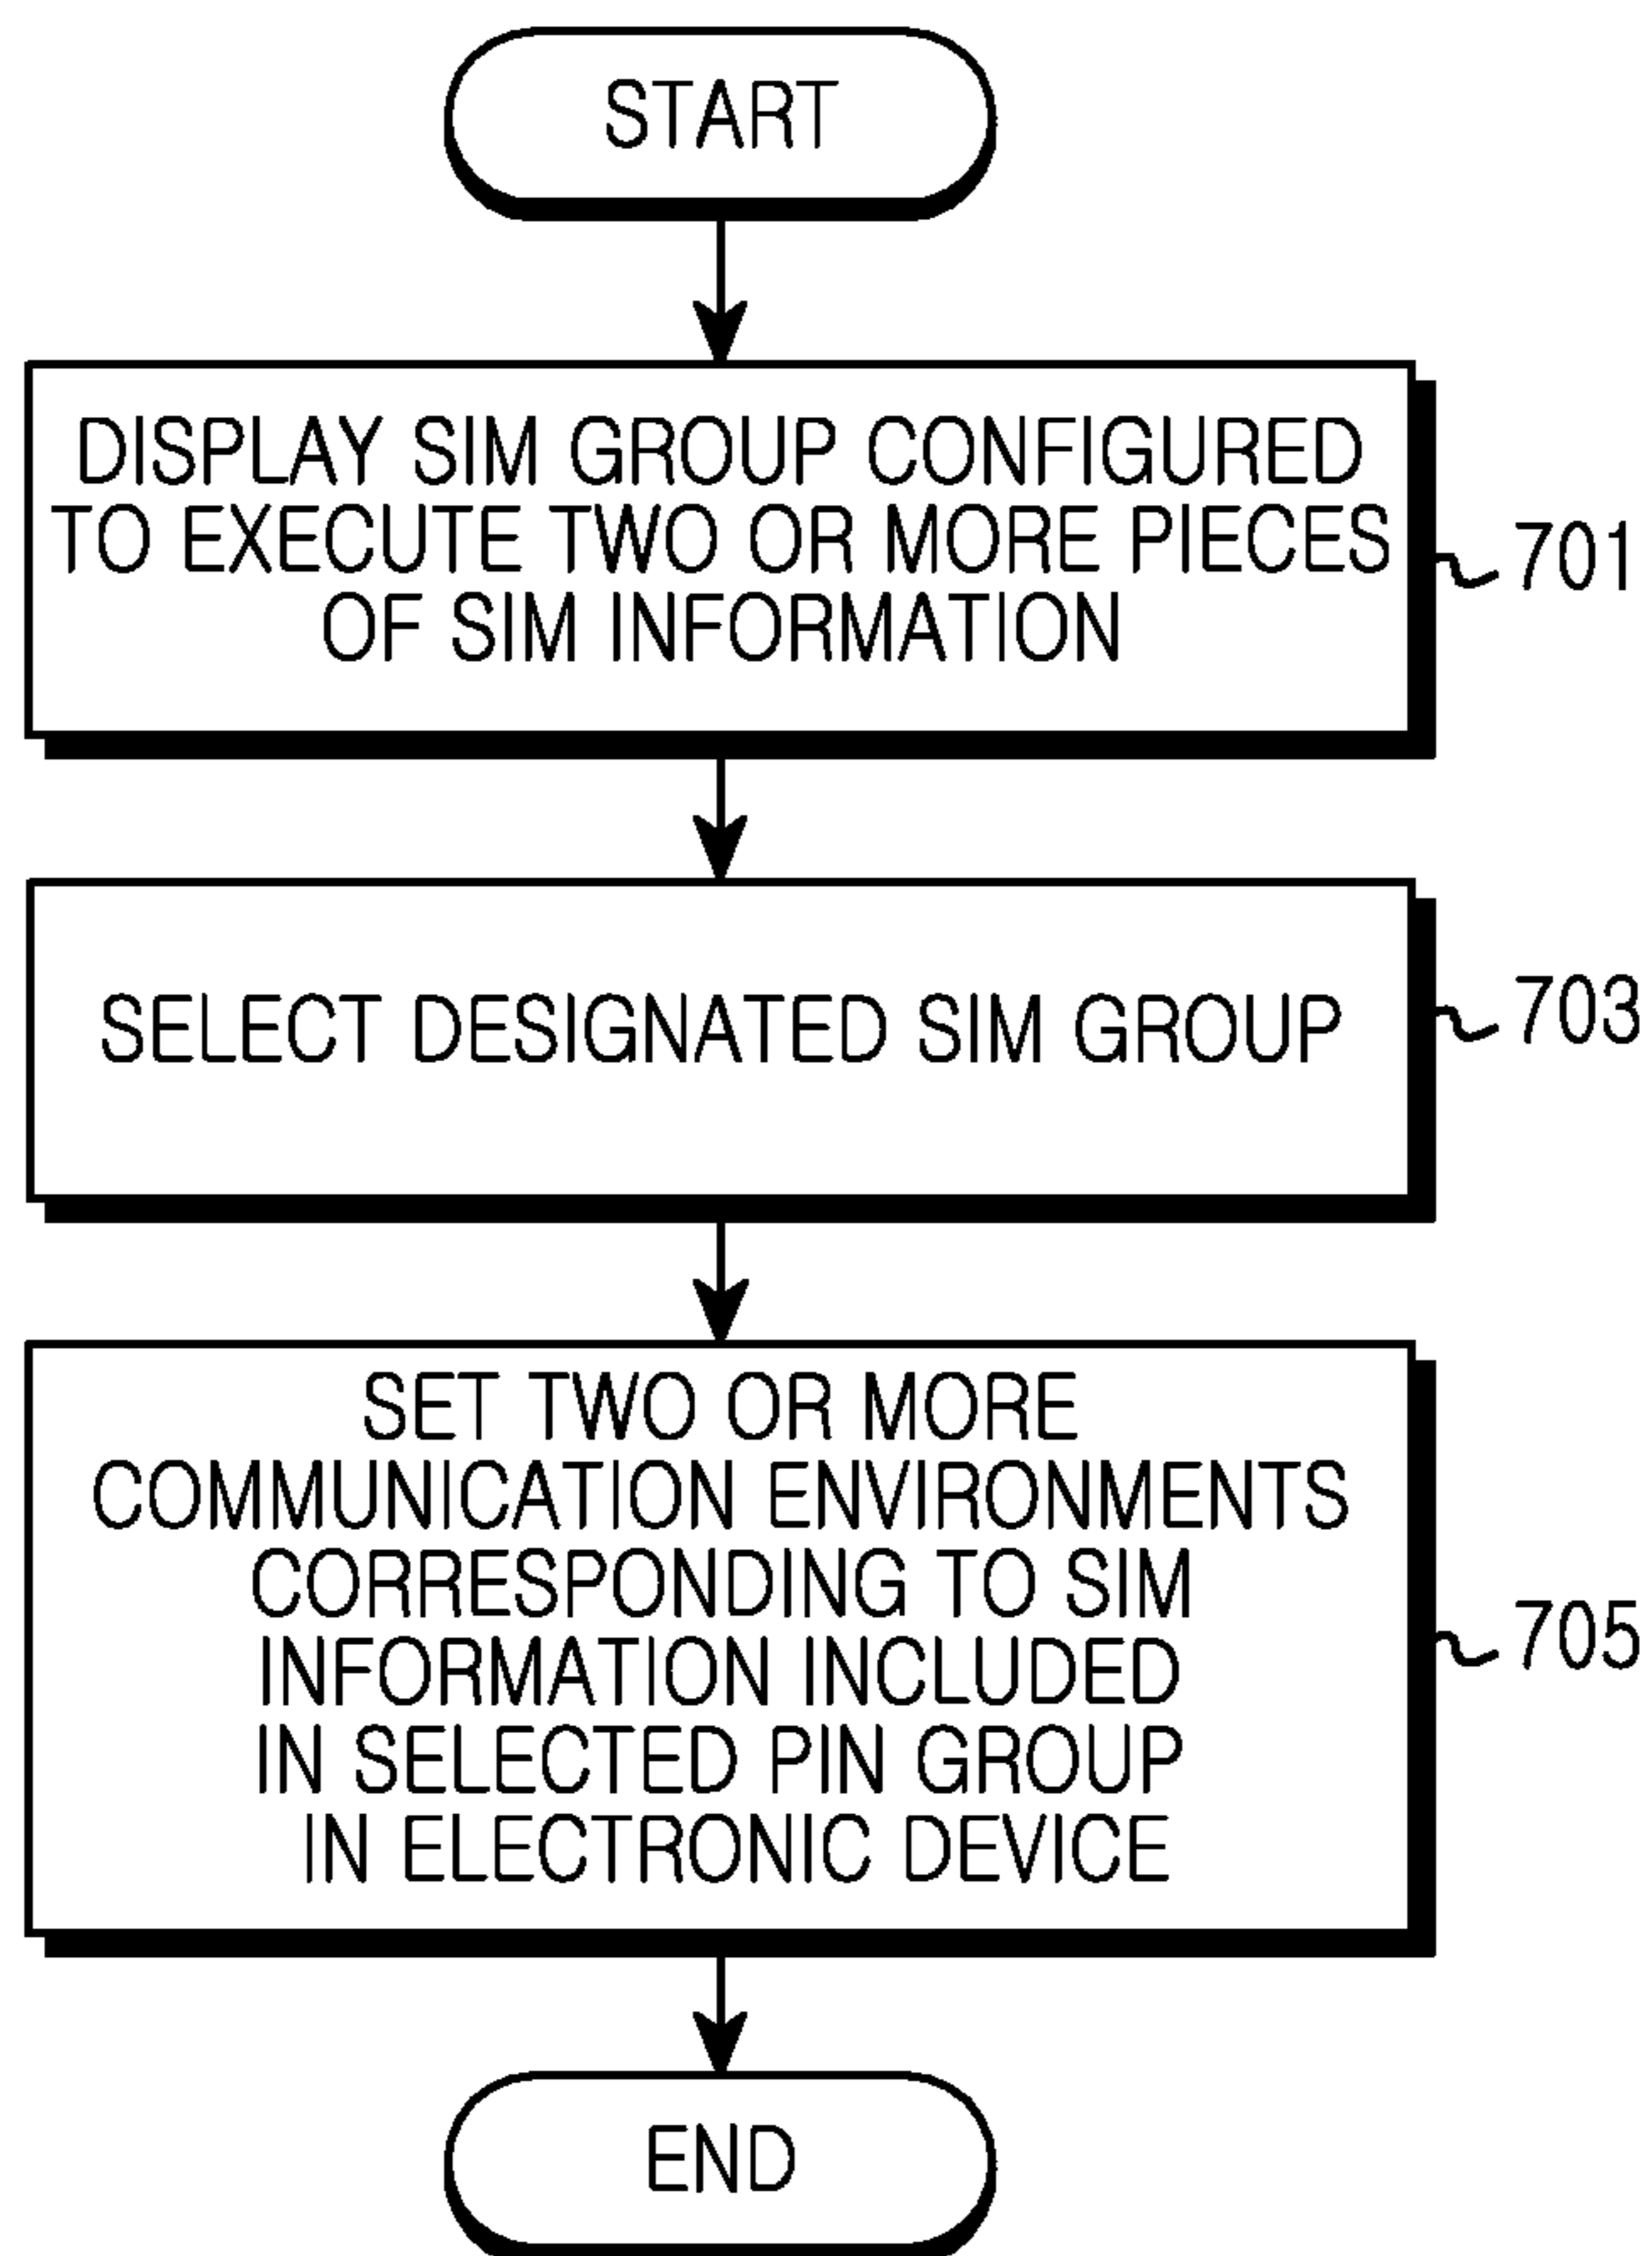 START
DISPLAY SIM GROUP CONFIGURED
TO EXECUTE TWO OR MORE PIECES
OF SIM INFORMATION
701
SELECT DESIGNATED SIM GROUP
703
SET TWO OR MORE
COMMUNICATION ENVIRONMENTS
CORRESPONDING TO SIM
INFORMATION INCLUDED
IN SELECTED PIN GROUP
IN ELECTRONIC DEVICE
705
END